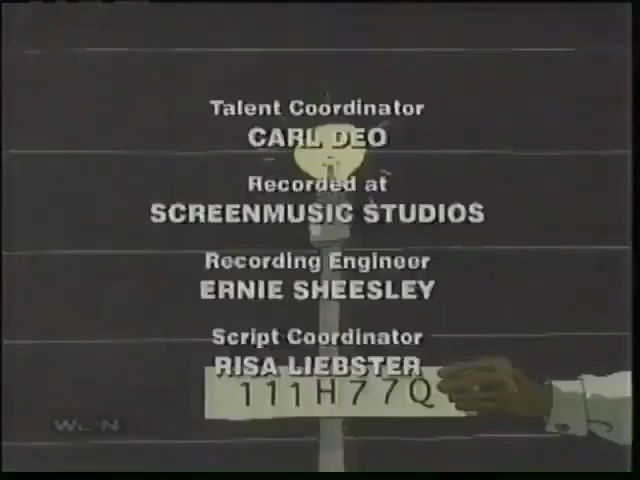 Talent Coordinator
CARL DEO
Recorded at
SCREENMUSIC STUDIOS
Recording Engineer
ERNIE SHEESLEY
Script Coordinator
RISA LIEBSTER
111H77Q